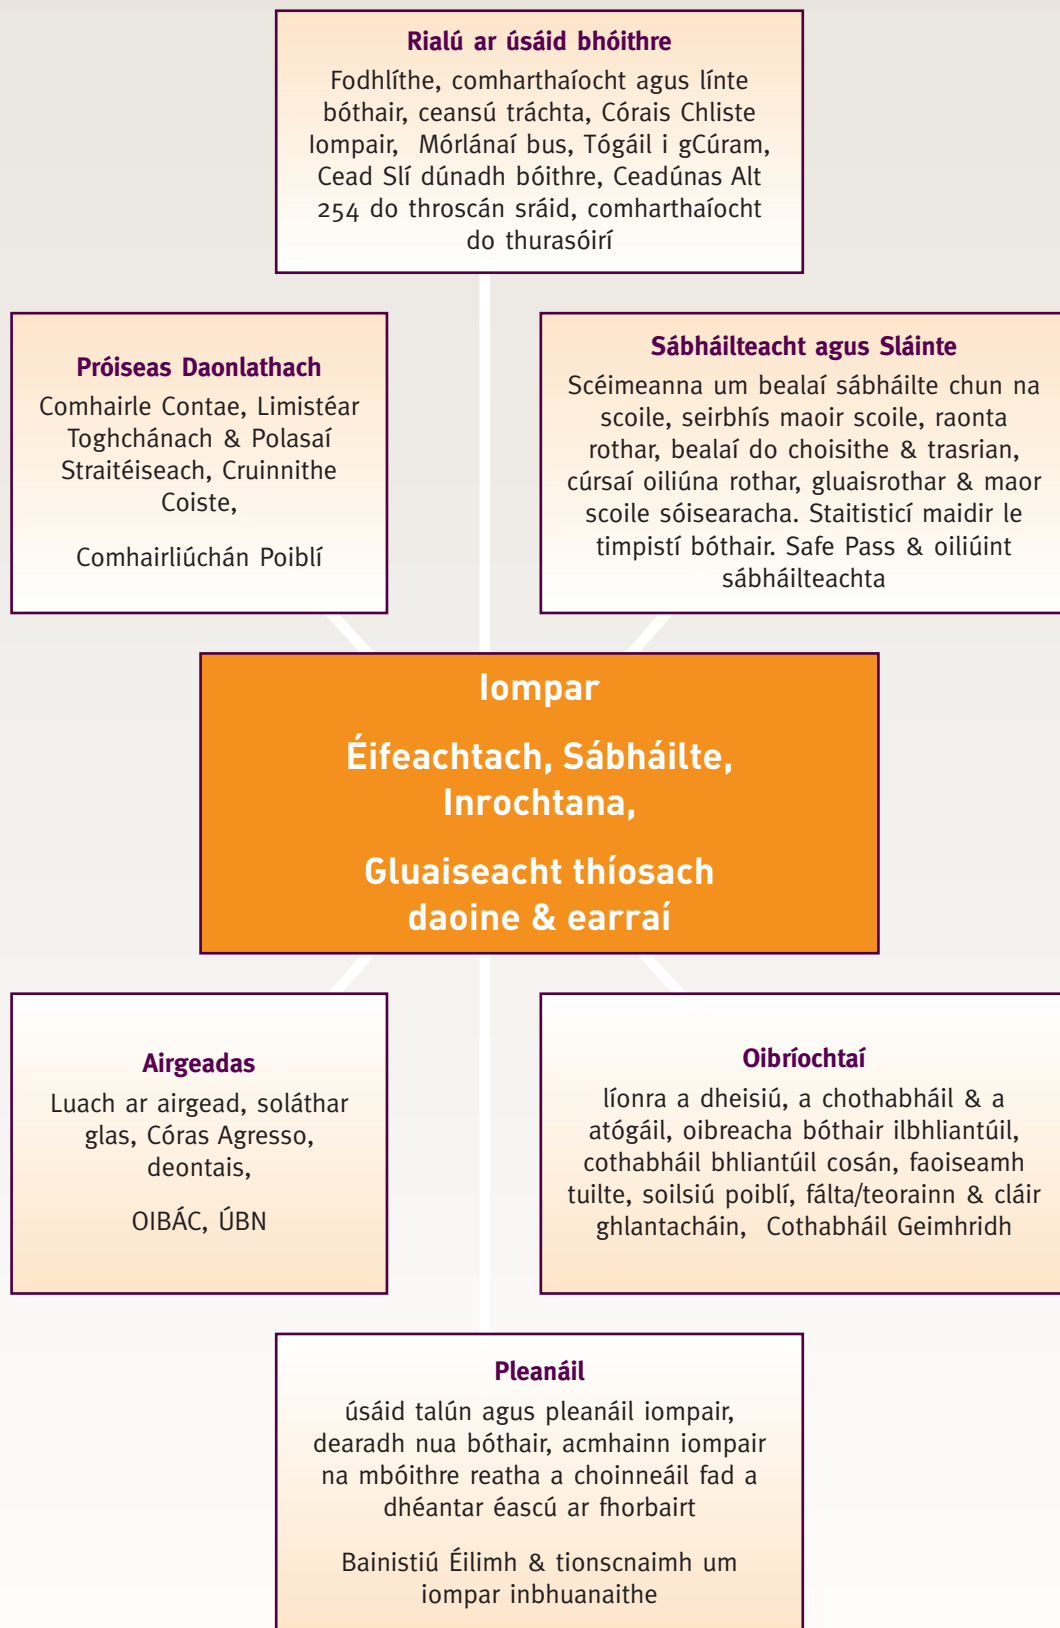 Rialú ar úsáid bhóithre
Fodhlíthe, comharthaíocht agus línte
bóthair, ceansú tráchta, Córais Chliste
Iompair, Mórlánaí bus, Tógáil i gCúram,
Cead Slí dúnadh bóithre, Ceadúnas Alt
254 do throscán sráid, comharthaíocht
do thurasóirí
Próiseas Daonlathach
Comhairle Contae, Limistéar
Toghchánach & Polasaí
Straitéiseach, Cruinnithe
Coiste,
Comhairliúchán Poiblí
Sábháilteacht agus Sláinte
Scéimeanna um bealaí sábháilte chun na
scoile, seirbhís maoir scoile, raonta
rothar, bealaí do choisithe & trasrian,
cúrsaí oiliúna rothar, gluaisrothar & maor
scoile sóisearacha. Staitisticí maidir le
timpistí bóthair. Safe Pass & oiliúint
sábháilteachta
Iompar
Éifeachtach, Sábháilte,
Inrochtana,
Gluaiseacht thíosach
daoine & earraí
Airgeadas
Luach ar airgead, soláthar
glas, Córas Agresso,
deontais,
OIBÁC, ÚBN
Oibríochtaí
líonra a dheisiú, a chothabháil & a
atógáil, oibreacha bóthair ilbhliantúil,
cothabháil bhliantúil cosán, faoiseamh
tuilte, soilsiú poiblí, fálta/teorainn & cláir
ghlantacháin, Cothabháil Geimhridh
Pleanáil
úsáid talún agus pleanáil iompair,
dearadh nua bóthair, acmhainn iompair
na mbóithre reatha a choinneáil fad a
dhéantar éascú ar fhorbairt
Bainistiú Éilimh & tionscnaimh um
iompar inbhuanaithe